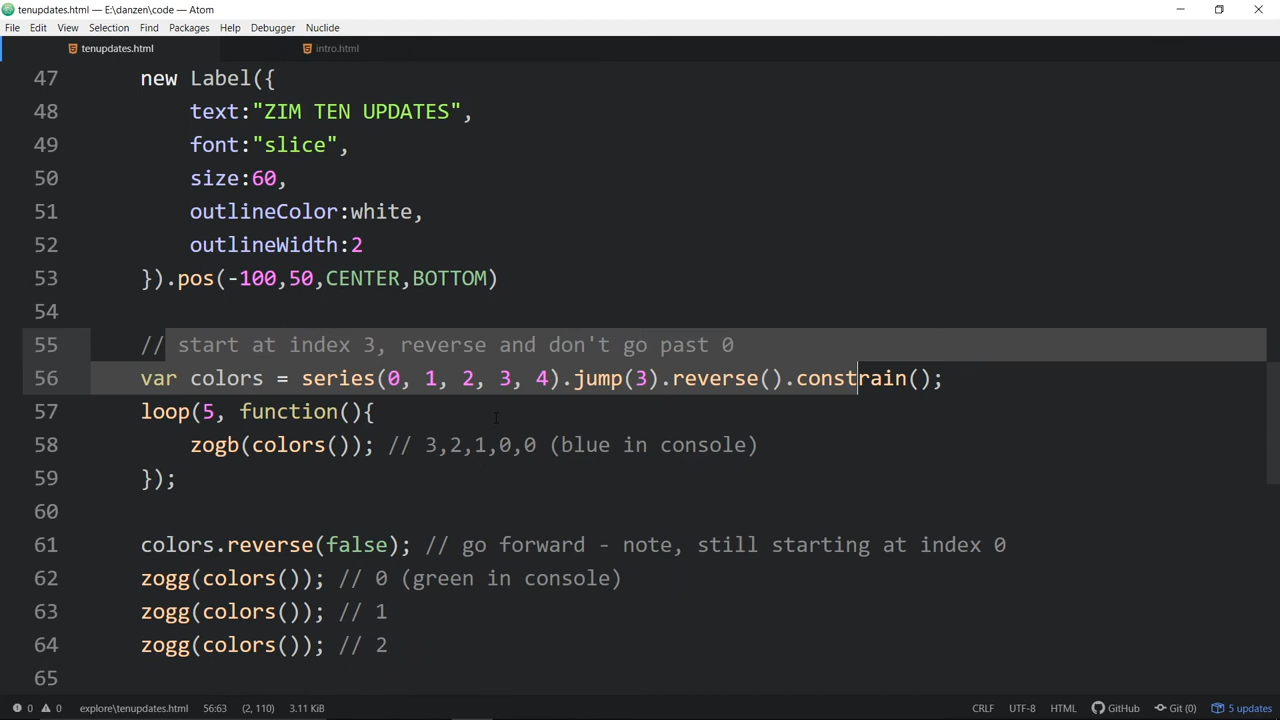 tenupdates.html — E:\danzen\code — Atom
File Edit View Selection Find Packages Help Debugger Nuclide
tenupdates.html intro.html
47 new Label({
48 text:"ZIM TEN UPDATES",
49 font:"slice",
50 size:60,
51 outlineColor:white,
52 outlineWidth:2
53 }).pos(-100,50,CENTER,BOTTOM)
54
55 // start at index 3, reverse and don't go past 0
56 var colors = series(0, 1, 2, 3, 4).jump(3).reverse().constrain();
57 loop(5, function(){
58 zogb(colors()); // 3,2,1,0,0 (blue in console)
59 });
60
61 colors.reverse(false); // go forward - note, still starting at index 0
62 zogg(colors()); // 0 (green in console)
63 zogg(colors()); // 1
64 zogg(colors()); // 2
65
0 0 explore\tenupdates.html 56:63 (2, 110) 3.11 KiB CRLF UTF-8 HTML GitHub Git (0) 5 updates